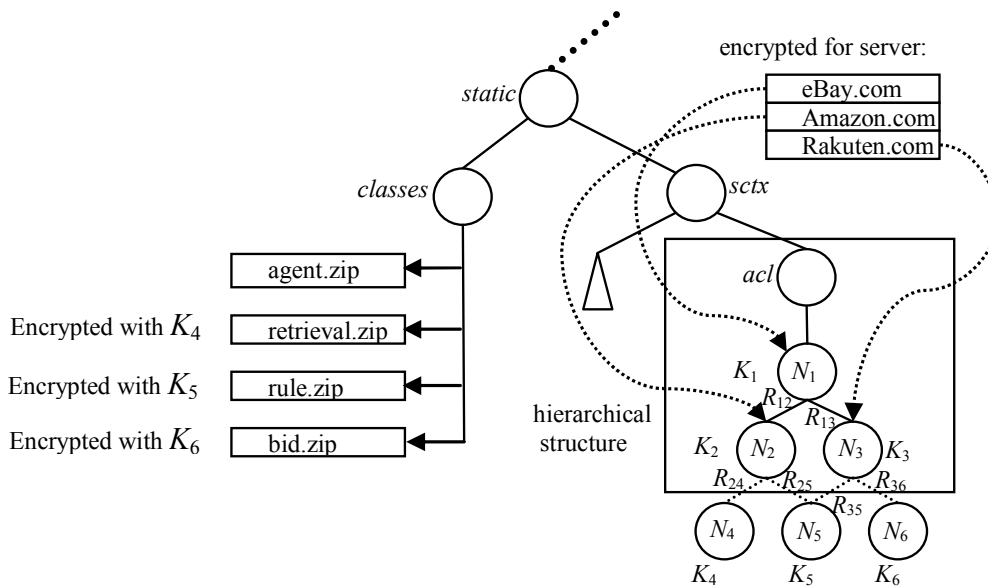 encrypted for server:
eBay.com
Amazon.com
Rakuten.com
static
classes
sctx
agent.zip
acl
Encrypted with K4
retrieval.zip
Encrypted with K5
rule.zip
Encrypted with K6
bid.zip
hierarchical
structure
K1
N1
R12
R13
K2
N2
N3
K3
R24
R25
R35
R36
N4
N5
N6
K4
K5
K6